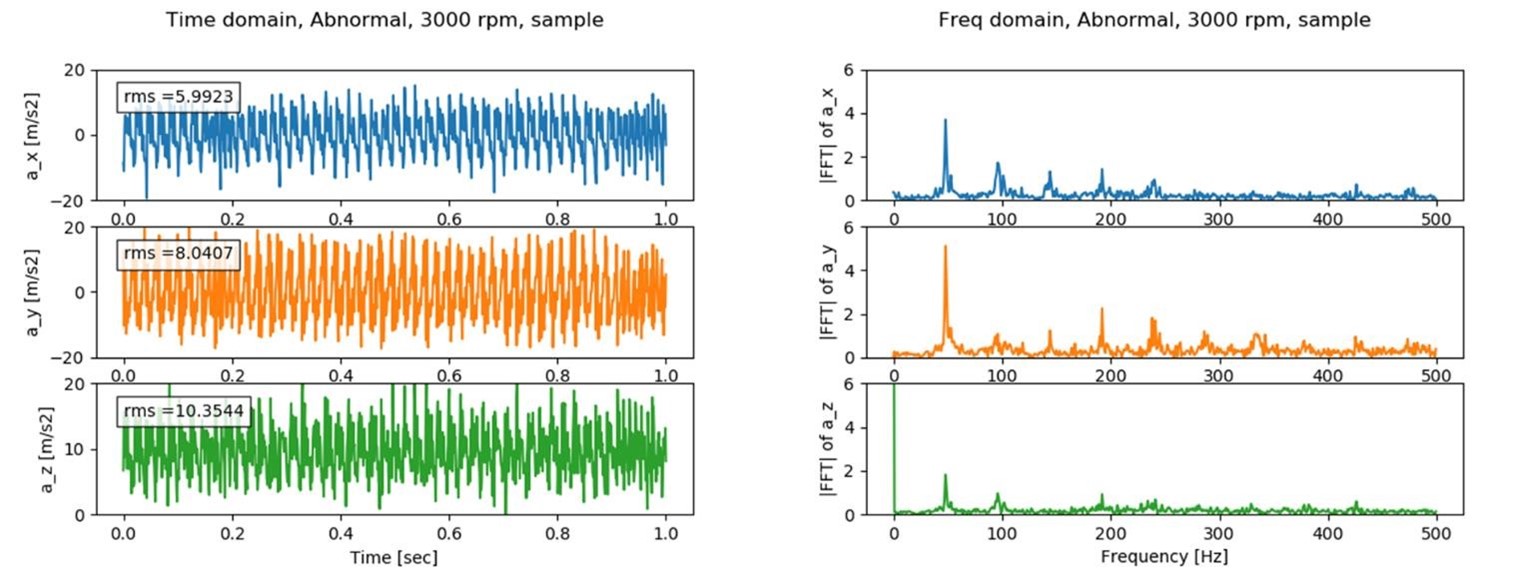 Time domain, Abnormal, 3000 rpm, sample
20
0
−20
a_x [m/s2]
rms =5.9923
0.0 0.2 0.4 0.6 0.8 1.0
20
0
−20
a_y [m/s2]
rms =8.0407
0.0 0.2 0.4 0.6 0.8 1.0
20
10
0
a_z [m/s2]
rms =10.3544
0.0 0.2 0.4 0.6 0.8 1.0
Time [sec]
Freq domain, Abnormal, 3000 rpm, sample
6
4
2
0
|FFT| of a_x
0 100 200 300 400 500
6
4
2
0
|FFT| of a_y
0 100 200 300 400 500
6
4
2
0
|FFT| of a_z
0 100 200 300 400 500
Frequency [Hz]